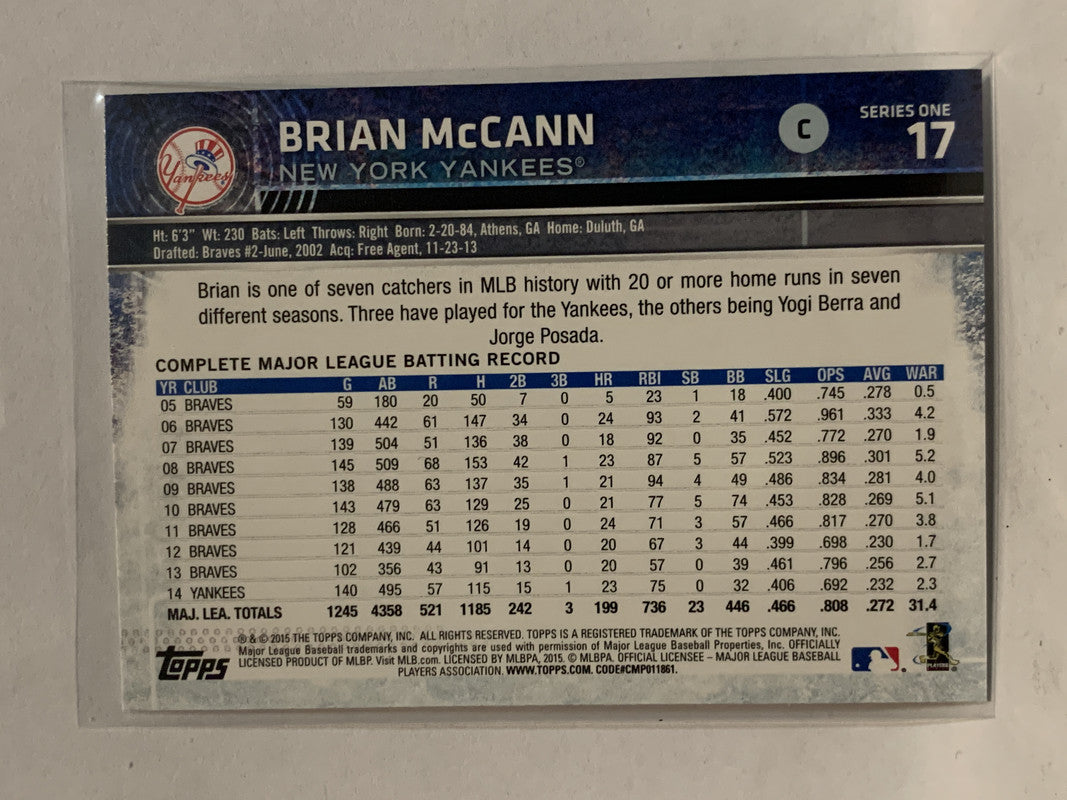 Yankees
BRIAN McCANN
NEW YORK YANKEES®
C
SERIES ONE
17
Ht: 6'3" Wt: 230 Bats: Left Throws: Right Born: 2-20-84, Athens, GA Home: Duluth, GA
Drafted: Braves #2-June, 2002 Acq: Free Agent, 11-23-13
Brian is one of seven catchers in MLB history with 20 or more home runs in seven
different seasons. Three have played for the Yankees, the others being Yogi Berra and
Jorge Posada.
COMPLETE MAJOR LEAGUE BATTING RECORD
YR CLUB G AB R H 2B 3B HR RBI SB BB SLG OPS AVG WAR
05 BRAVES 59 180 20 50 7 0 5 23 1 18 .400 .745 .278 0.5
06 BRAVES 130 442 61 147 34 0 24 93 2 41 .572 .961 .333 4.2
07 BRAVES 139 504 51 136 38 0 18 92 0 35 .452 .772 .270 1.9
08 BRAVES 145 509 68 153 42 1 23 87 5 57 .523 .896 .301 5.2
09 BRAVES 138 488 63 137 35 1 21 94 4 49 .486 .834 .281 4.0
10 BRAVES 143 479 63 129 25 0 21 77 5 74 .453 .828 .269 5.1
11 BRAVES 128 466 51 126 19 0 24 71 3 57 .466 .817 .270 3.8
12 BRAVES 121 439 44 101 14 0 20 67 3 44 .399 .698 .230 1.7
13 BRAVES 102 356 43 91 13 0 20 57 0 39 .461 .796 .256 2.7
14 YANKEES 140 495 57 115 15 1 23 75 0 32 .406 .692 .232 2.3
MAJ. LEA. TOTALS 1245 4358 521 1185 242 3 199 736 23 446 .466 .808 .272 31.4
® & © 2015 THE TOPPS COMPANY, INC. ALL RIGHTS RESERVED. TOPPS IS A REGISTERED TRADEMARK OF THE TOPPS COMPANY, INC.
Major League Baseball trademarks and copyrights are used with permission of Major League Baseball Properties, Inc. OFFICIALLY
LICENSED PRODUCT OF MLBP. Visit MLB.com. LICENSED BY MLBPA, 2015. © MLBPA. OFFICIAL LICENSEE – MAJOR LEAGUE BASEBALL
PLAYERS ASSOCIATION. WWW.TOPPS.COM. CODE#CMP011861.
Topps
PLAYERS